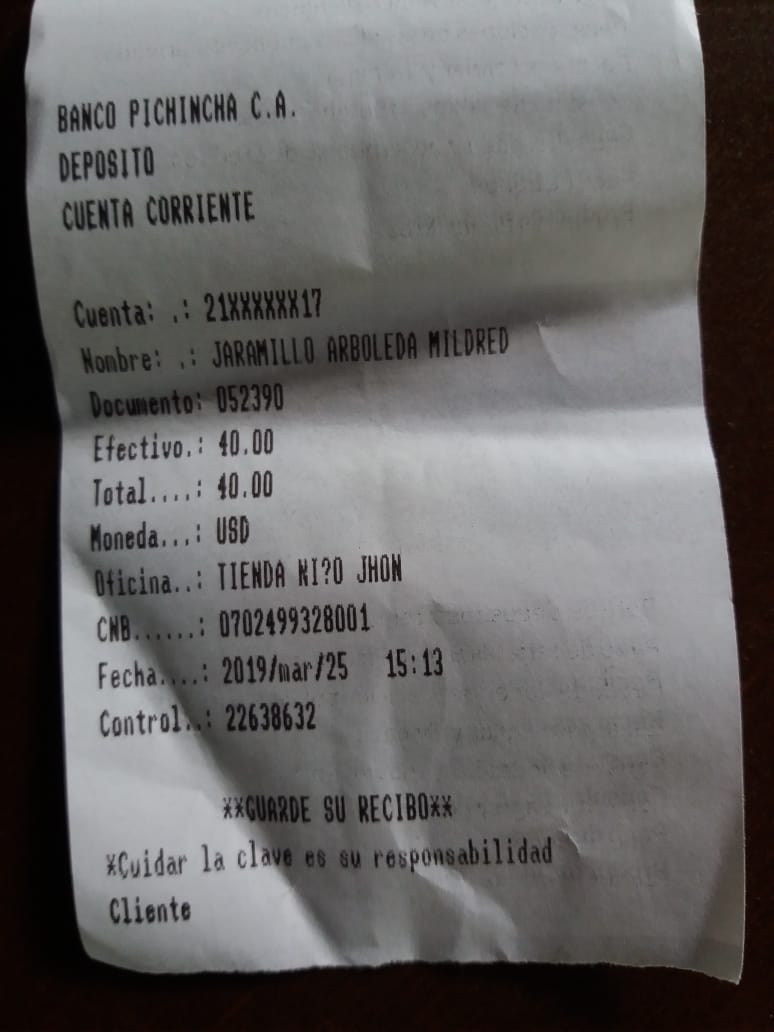 BANCO PICHINCHA C.A.
DEPOSITO
CUENTA CORRIENTE
Cuenta: .: 21XXXXXX17
Nombre: .: JARAMILLO ARBOLEDA MILDRED
Documento: 052390
Efectivo.: 40.00
Total....: 40.00
Moneda...: USD
Oficina..: TIENDA NI?O JHON
CNB......: 0702499328001
Fecha....: 2019/mar/25 15:13
Control..: 22638632
**GUARDE SU RECIBO**
*Cuidar la clave es su responsabilidad
Cliente